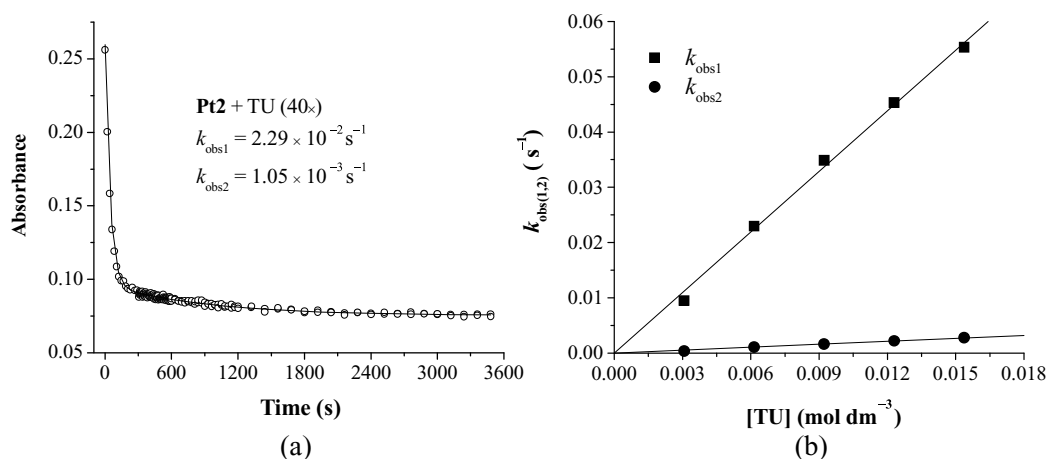 0.25
0.20
0.15
0.10
0.05
Absorbance
Pt2 + TU (40×)
kobs1 = 2.29 × 10⁻² s⁻¹
kobs2 = 1.05 × 10⁻³ s⁻¹
0 600 1200 1800 2400 3000 3600
Time (s)
(a)
0.06
0.05
0.04
0.03
0.02
0.01
0.00
kobs(1,2) ( s⁻¹)
kobs1
kobs2
0.000 0.003 0.006 0.009 0.012 0.015 0.018
[TU] (mol dm⁻³)
(b)